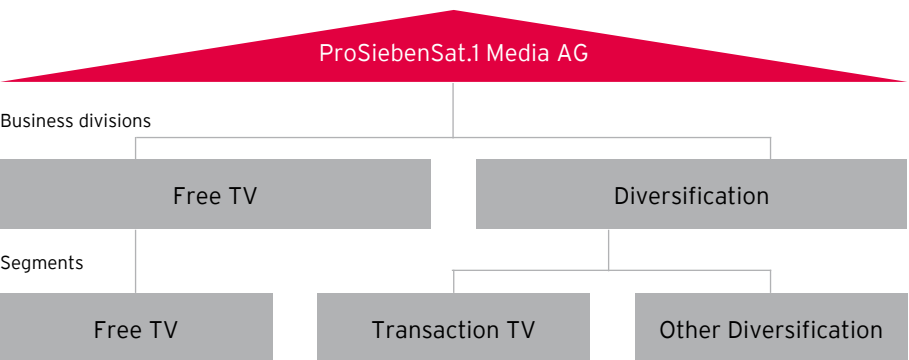 ProSiebenSat.1 Media AG
Business divisions
Free TV
Diversification
Segments
Free TV
Transaction TV
Other Diversification